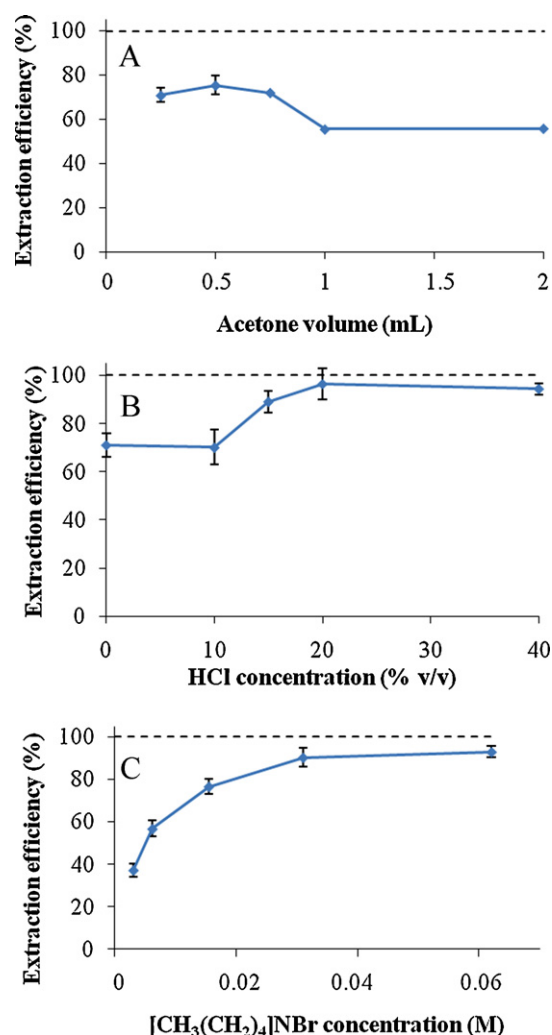 100
80
60
40
20
0
Extraction efficiency (%)
A
0 0.5 1 1.5 2
Acetone volume (mL)
100
80
60
40
20
0
Extraction efficiency (%)
B
0 10 20 30 40
HCl concentration (% v/v)
100
80
60
40
20
0
Extraction efficiency (%)
C
0 0.02 0.04 0.06
[CH₃(CH₂)₄]NBr concentration (M)